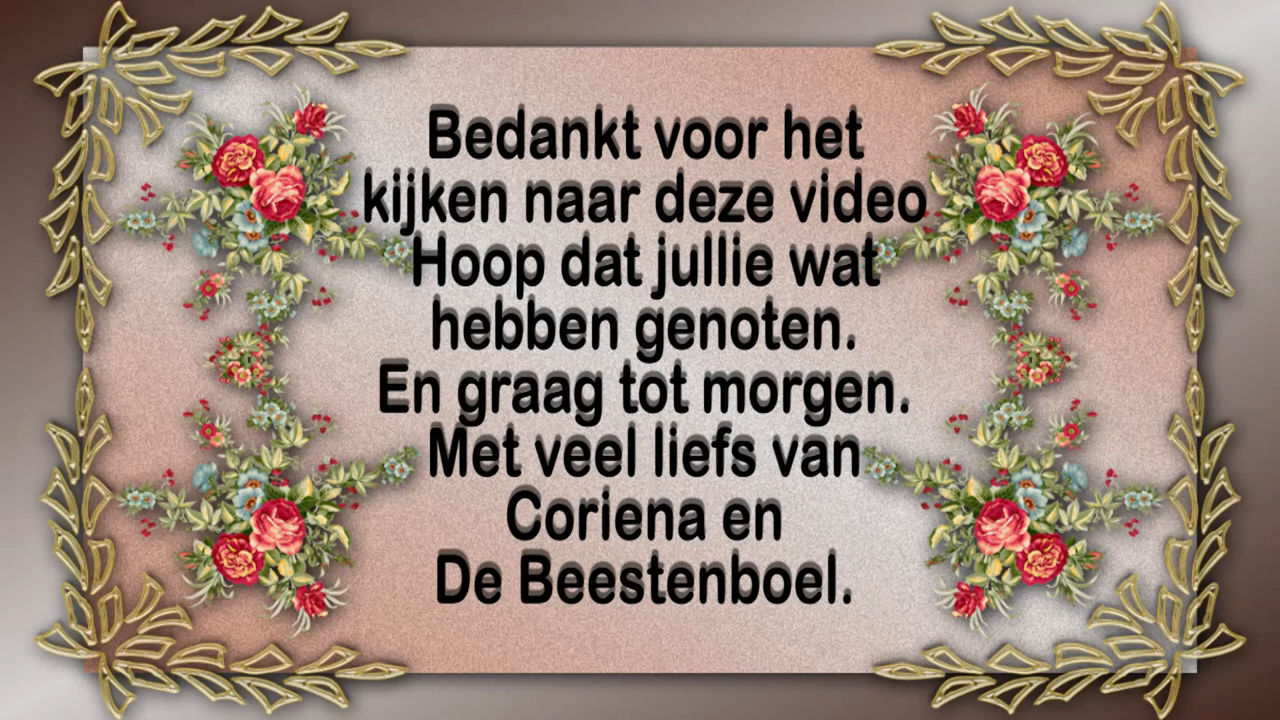 Bedankt voor het
kijken naar deze video
Hoop dat jullie wat
hebben genoten.
En graag tot morgen.
Met veel liefs van
Coriena en
De Beestenboel.